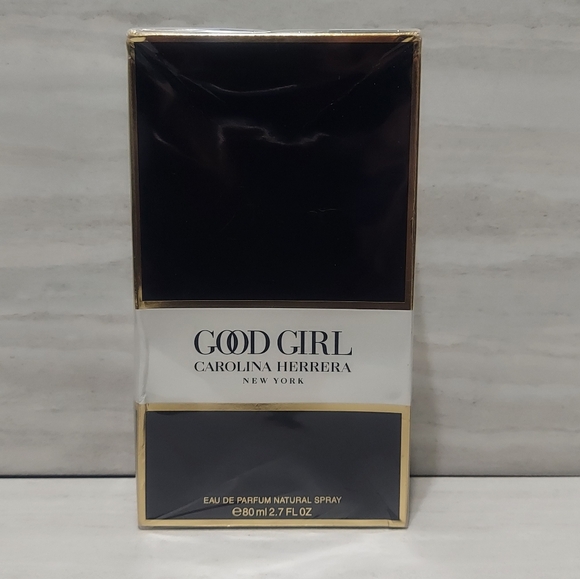 GOOD GIRL
CAROLINA HERRERA
NEW YORK
EAU DE PARFUM NATURAL SPRAY
℮80 ml 2.7 FL OZ